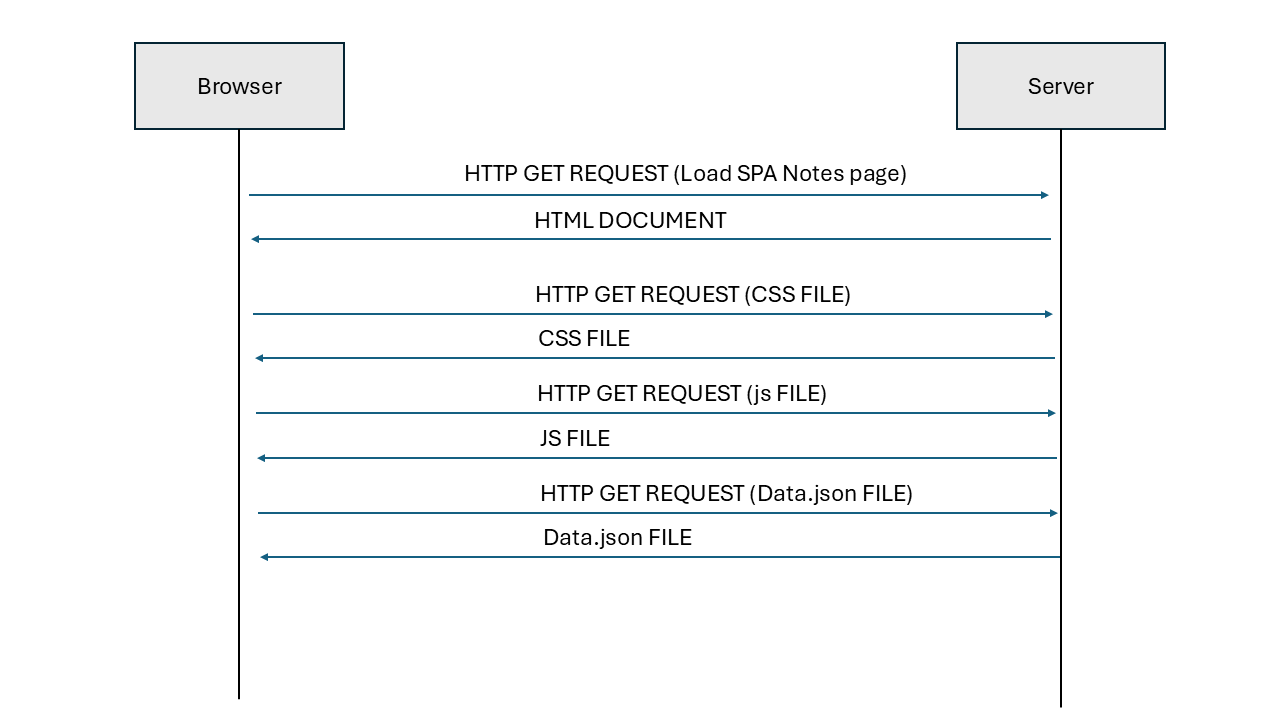 Browser
Server
HTTP GET REQUEST (Load SPA Notes page)
HTML DOCUMENT
HTTP GET REQUEST (CSS FILE)
CSS FILE
HTTP GET REQUEST (js FILE)
JS FILE
HTTP GET REQUEST (Data.json FILE)
Data.json FILE